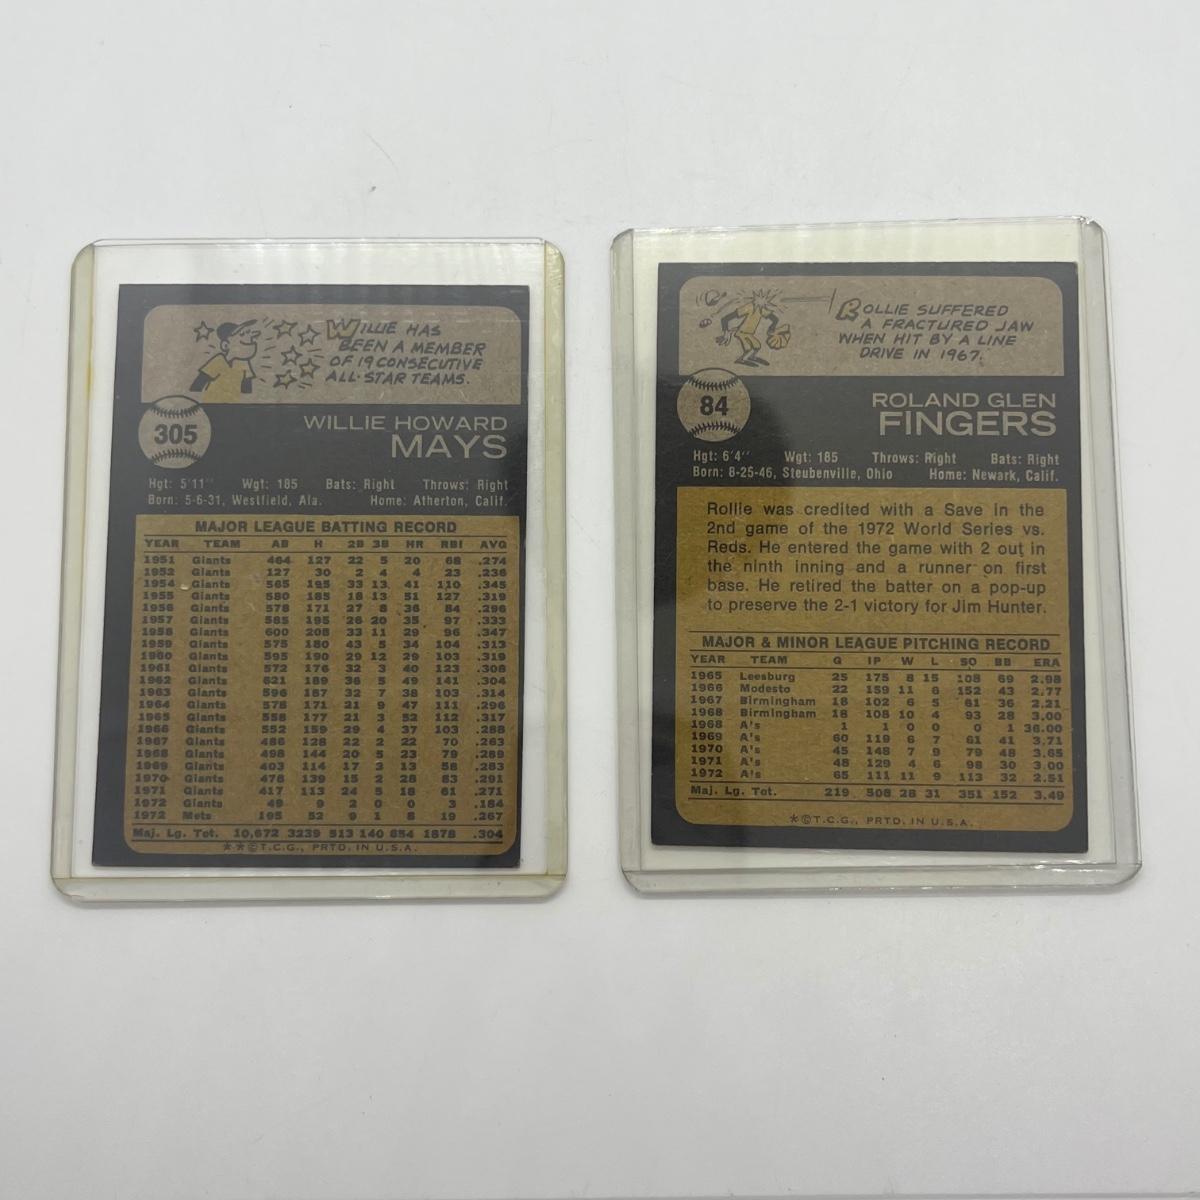 WILLIE HAS
BEEN A MEMBER
OF 19 CONSECUTIVE
ALL-STAR TEAMS.
305
WILLIE HOWARD
MAYS
Hgt: 5'11" Wgt: 185 Bats: Right Throws: Right
Born: 5-6-31, Westfield, Ala. Home: Atherton, Calif.
MAJOR LEAGUE BATTING RECORD
YEAR TEAM AB H 2B 3B HR RBI AVG
1951 Giants 464 127 22 5 20 68 .274
1952 Giants 127 30 2 4 4 23 .236
1954 Giants 565 195 33 13 41 110 .345
1955 Giants 580 185 18 13 51 127 .319
1956 Giants 578 171 27 8 36 84 .296
1957 Giants 585 195 26 20 35 97 .333
1958 Giants 600 208 33 11 29 96 .347
1959 Giants 575 180 43 5 34 104 .313
1960 Giants 595 190 29 12 29 103 .319
1961 Giants 572 176 32 3 40 123 .308
1962 Giants 621 189 36 5 49 141 .304
1963 Giants 596 187 32 7 38 103 .314
1964 Giants 578 171 21 9 47 111 .296
1965 Giants 558 177 21 3 52 112 .317
1966 Giants 552 159 29 4 37 103 .288
1967 Giants 486 128 22 2 22 70 .263
1968 Giants 498 144 20 5 23 79 .289
1969 Giants 403 114 17 3 13 58 .283
1970 Giants 478 139 15 2 28 83 .291
1971 Giants 417 113 24 5 18 61 .271
1972 Giants 49 9 2 0 0 3 .184
1972 Mets 195 52 9 1 8 19 .267
Maj. Lg. Tot. 10,672 3239 513 140 654 1878 .304
**©T.C.G., PRTD. IN U.S.A.
ROLLIE SUFFERED
A FRACTURED JAW
WHEN HIT BY A LINE
DRIVE IN 1967.
84
ROLAND GLEN
FINGERS
Hgt: 6'4" Wgt: 185 Throws: Right Bats: Right
Born: 8-25-46, Steubenville, Ohio Home: Newark, Calif.
Rollie was credited with a Save in the
2nd game of the 1972 World Series vs.
Reds. He entered the game with 2 out in
the ninth inning and a runner on first
base. He retired the batter on a pop-up
to preserve the 2-1 victory for Jim Hunter.
MAJOR & MINOR LEAGUE PITCHING RECORD
YEAR TEAM G IP W L SO BB ERA
1965 Leesburg 25 175 8 15 108 69 2.98
1966 Modesto 22 159 11 6 152 43 2.77
1967 Birmingham 18 102 6 5 61 36 2.21
1968 Birmingham 18 108 10 4 93 28 3.00
1968 A's 1 1 0 0 0 1 36.00
1969 A's 60 119 6 7 61 41 3.71
1970 A's 45 148 7 9 79 48 3.65
1971 A's 48 129 4 6 98 30 3.00
1972 A's 65 111 11 9 113 32 2.51
Maj. Lg. Tot. 219 508 28 31 351 152 3.49
*©T.C.G., PRTD. IN U.S.A.